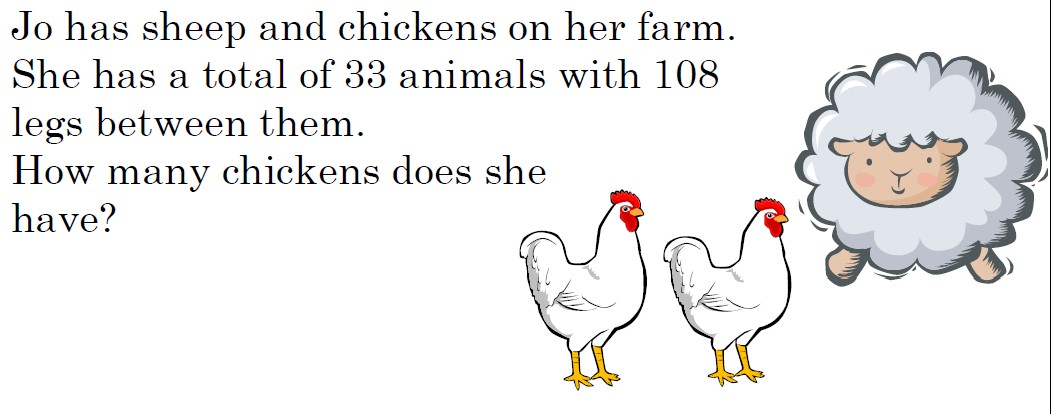 Jo has sheep and chickens on her farm.
She has a total of 33 animals with 108
legs between them.
How many chickens does she
have?